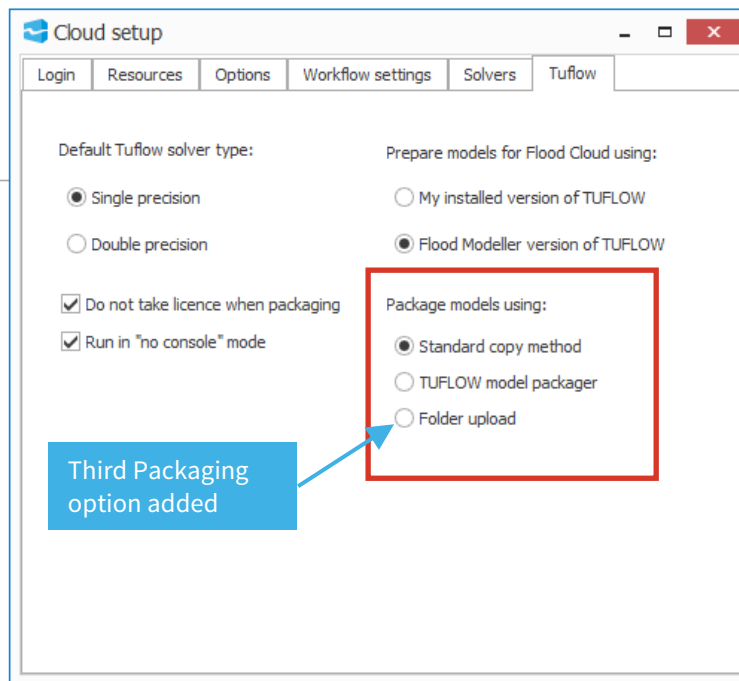 Cloud setup
Login
Resources
Options
Workflow settings
Solvers
Tuflow
Default Tuflow solver type:
Single precision
Double precision
Do not take licence when packaging
Run in "no console" mode
Prepare models for Flood Cloud using:
My installed version of TUFLOW
Flood Modeller version of TUFLOW
Package models using:
Standard copy method
TUFLOW model packager
Folder upload
Third Packaging
option added